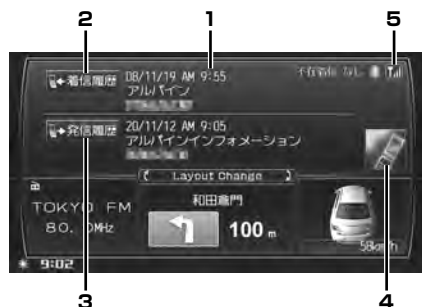 2 1 5
着信履歴 08/11/19 AM 9:55
アルパイン
不在着信 なし
発信履歴 20/11/12 AM 9:05
アルパインインフォメーション
Layout Change
TOKYO FM
80.0MHz
和田倉門
100 m
58km/h
9:02
3 4